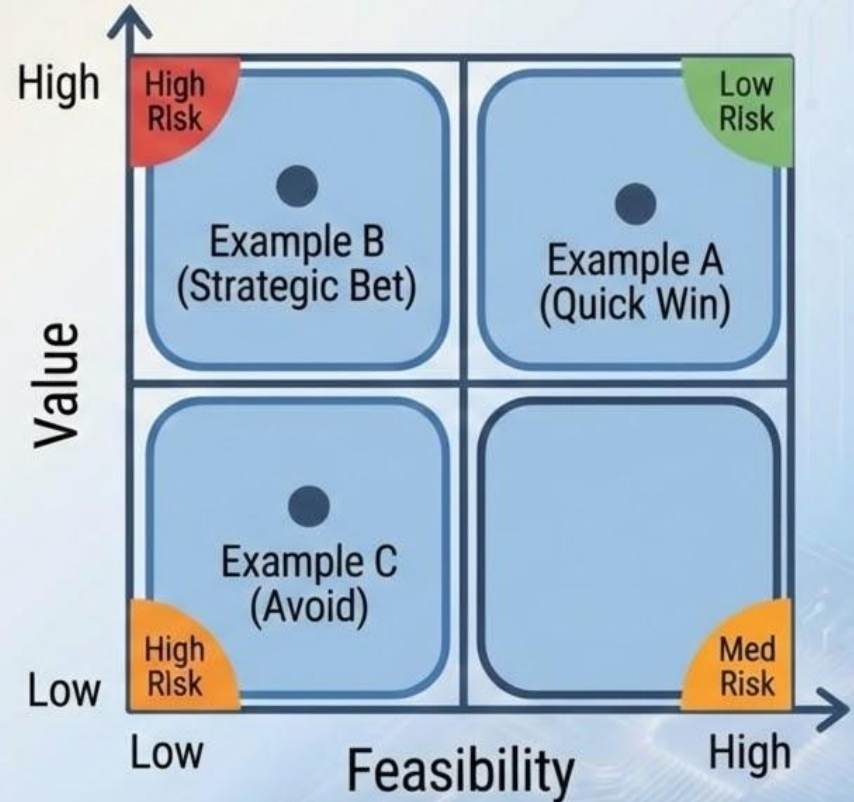 High
High
RIsk
Low
Risk
Example B
(Strategic Bet)
Example A
(Quick Win)
Value
Example C
(Avoid)
High
RIsk
Med
Risk
Low
Low
Feasibility
High